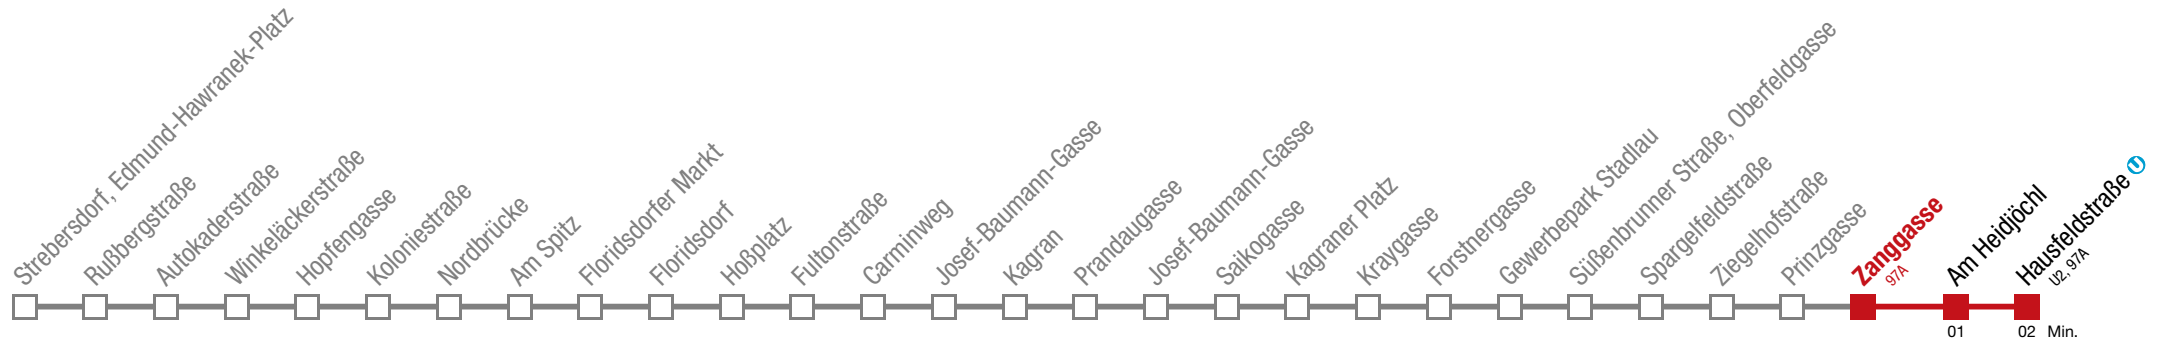 Strebersdorf, Edmund-Hawranek-Platz
Rußbergstraße
Autokaderstraße
Winkeläckerstraße
Hopfengasse
Koloniestraße
Nordbrücke
Am Spitz
Floridsdorfer Markt
Floridsdorf
Hoßplatz
Fultonstraße
Carminweg
Josef-Baumann-Gasse
Kagran
Prandaugasse
Josef-Baumann-Gasse
Saikogasse
Kagraner Platz
Kraygasse
Forstnergasse
Gewerbepark Stadlau
Süßenbrunner Straße, Oberfeldgasse
Spargelfeldstraße
Ziegelhofstraße
Prinzgasse
Zanggasse
97A
Am Heidjöchl
Hausfeldstraße U
U2, 97A
01 02 Min.